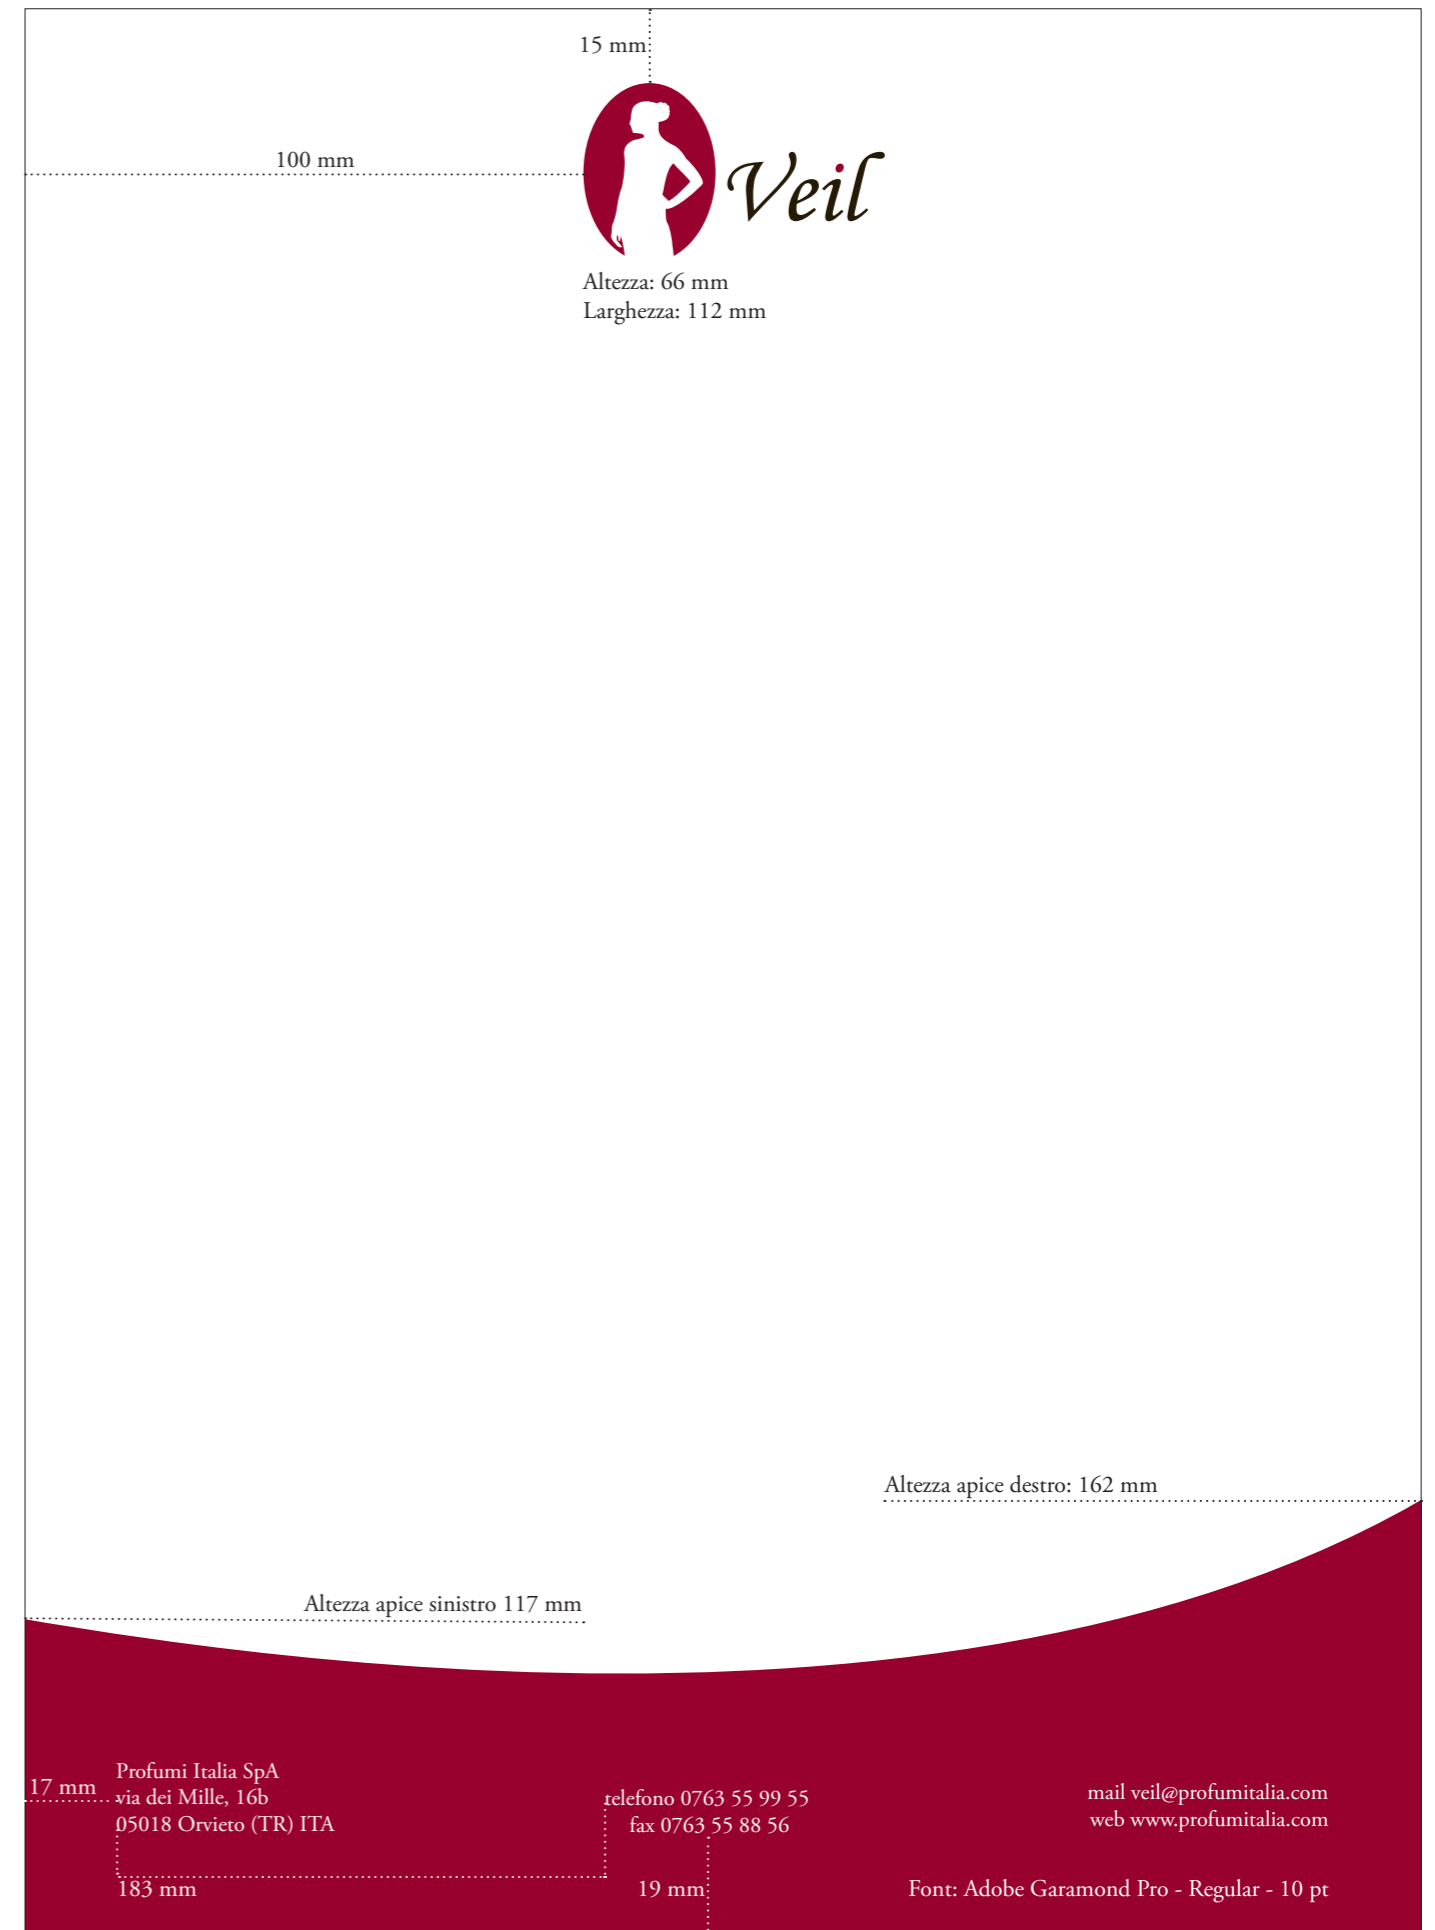 15 mm
100 mm
Veil
Altezza: 66 mm
Larghezza: 112 mm
Altezza apice destro: 162 mm
Altezza apice sinistro 117 mm
17 mm
Profumi Italia SpA
via dei Mille, 16b
05018 Orvieto (TR) ITA
telefono 0763 55 99 55
fax 0763 55 88 56
mail veil@profumitalia.com
web www.profumitalia.com
183 mm
19 mm
Font: Adobe Garamond Pro - Regular - 10 pt